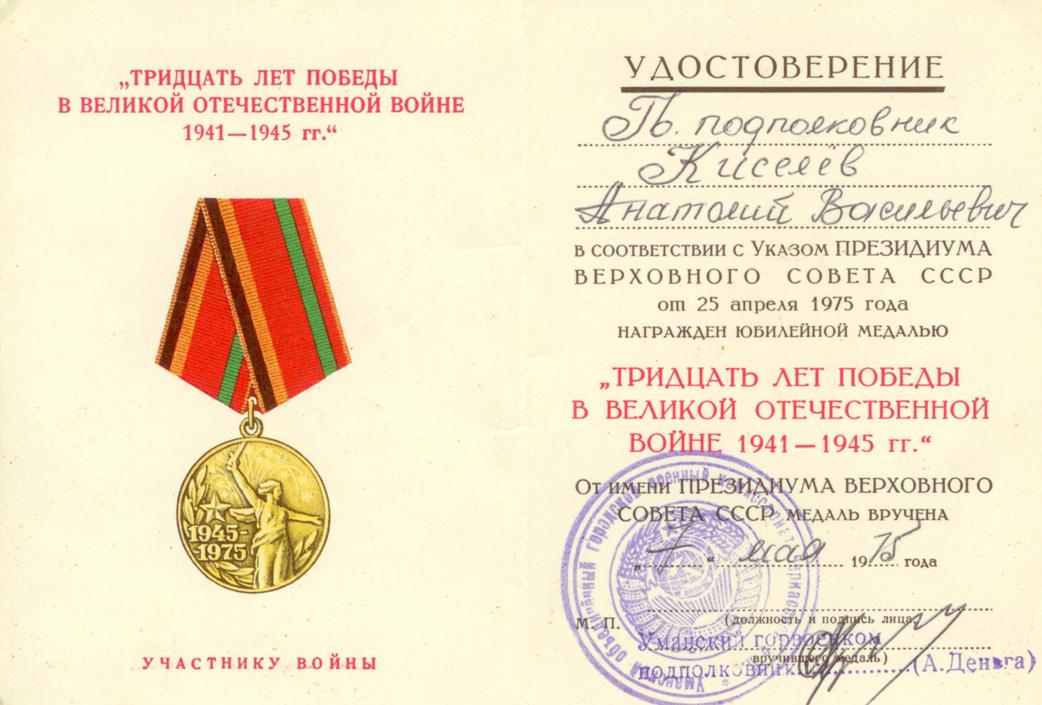 „ТРИДЦАТЬ ЛЕТ ПОБЕДЫ
В ВЕЛИКОЙ ОТЕЧЕСТВЕННОЙ ВОЙНЕ
1941—1945 гг.“
1945-
1975
УЧАСТНИКУ ВОЙНЫ
УДОСТОВЕРЕНИЕ
Гв. подполковник
Киселёв
Анатолий Васильевич
В СООТВЕТСТВИИ С УКАЗОМ ПРЕЗИДИУМА
ВЕРХОВНОГО СОВЕТА СССР
от 25 апреля 1975 года
НАГРАЖДЕН ЮБИЛЕЙНОЙ МЕДАЛЬЮ
„ТРИДЦАТЬ ЛЕТ ПОБЕДЫ
В ВЕЛИКОЙ ОТЕЧЕСТВЕННОЙ
ВОЙНЕ 1941—1945 гг.“
ОТ ИМЕНИ ПРЕЗИДИУМА ВЕРХОВНОГО
СОВЕТА СССР МЕДАЛЬ ВРУЧЕНА
„7“ мая 1975 года
М. П.
(должность и подпись лица,
Уманский горвоенком
вручившего медаль)
подполковник (А.Деньга)